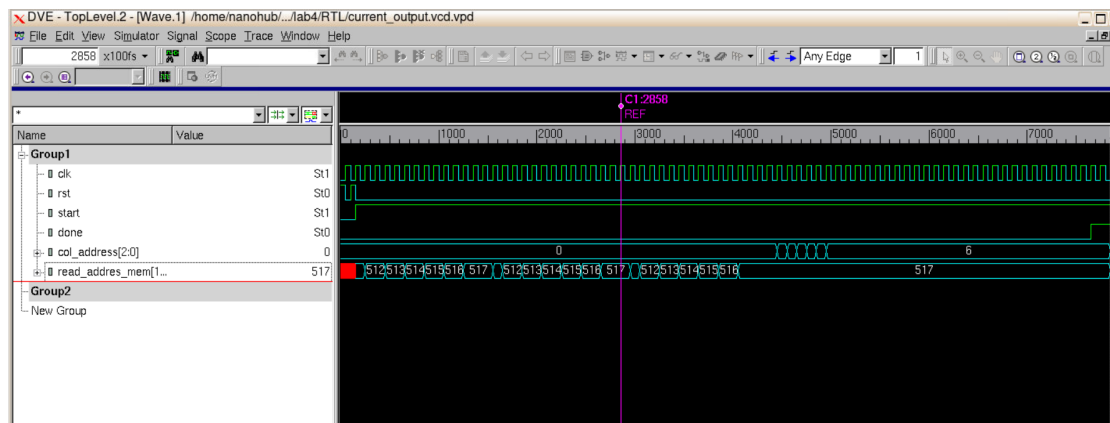 DVE - TopLevel.2 - [Wave.1] /home/nanohub/.../lab4/RTL/current_output.vcd.vpd
File Edit View Simulator Signal Scope Trace Window Help
2858 x100fs Any Edge 1
C1:2858
* REF
Name Value 0 1000 2000 3000 4000 5000 6000 7000
Group1
clk St1
rst St0
start St1
done St0
col_address[2:0] 0 0 6
read_addres_mem[1... 517 512 513 514 515 516 517 512 513 514 515 516 517 512 513 514 515 516 517
Group2
New Group